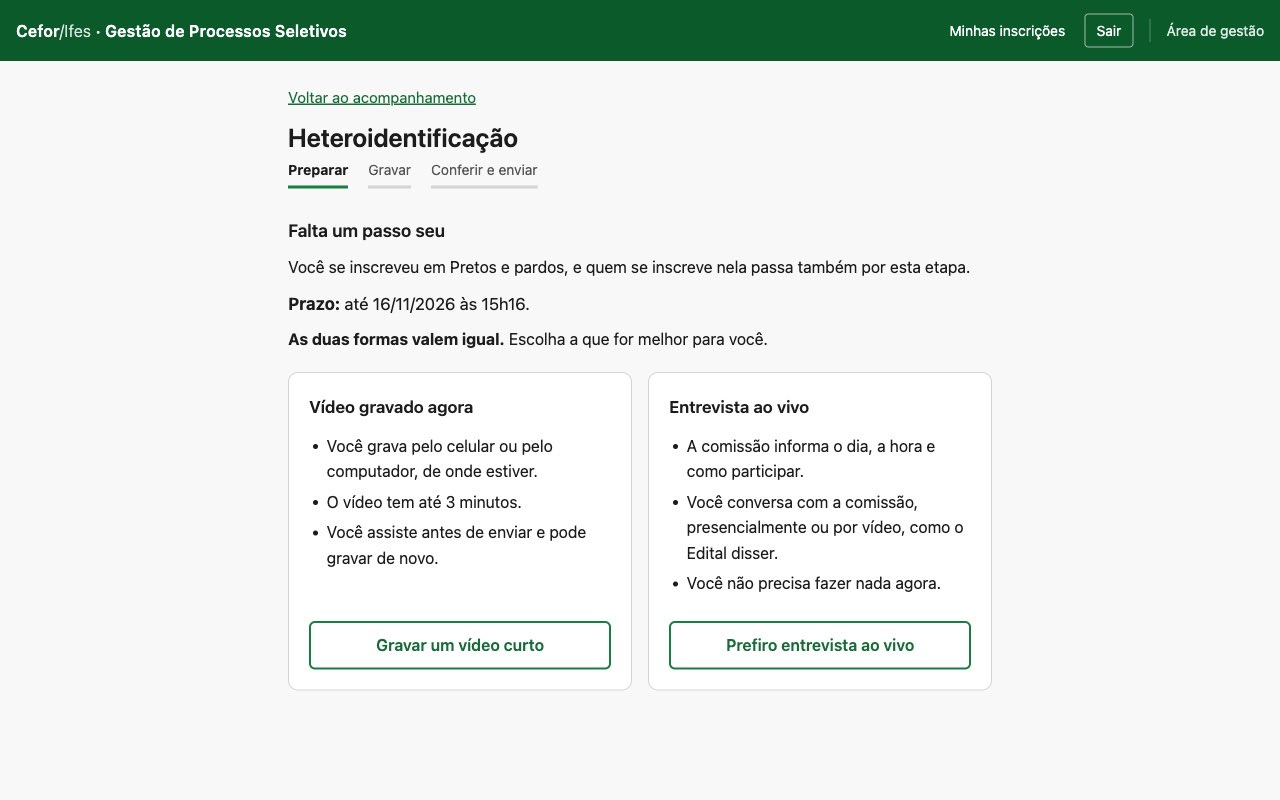 Cefor/Ifes · Gestão de Processos Seletivos
Minhas inscrições
Sair
Área de gestão
Voltar ao acompanhamento
Heteroidentificação
Preparar
Gravar
Conferir e enviar
Falta um passo seu
Você se inscreveu em Pretos e pardos, e quem se inscreve nela passa também por esta etapa.
Prazo: até 16/11/2026 às 15h16.
As duas formas valem igual. Escolha a que for melhor para você.
Vídeo gravado agora
• Você grava pelo celular ou pelo
computador, de onde estiver.
• O vídeo tem até 3 minutos.
• Você assiste antes de enviar e pode
gravar de novo.
Gravar um vídeo curto
Entrevista ao vivo
• A comissão informa o dia, a hora e
como participar.
• Você conversa com a comissão,
presencialmente ou por vídeo, como o
Edital disser.
• Você não precisa fazer nada agora.
Prefiro entrevista ao vivo